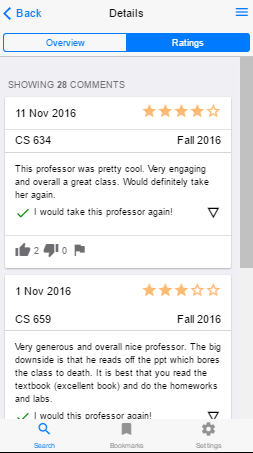 Back Details
Overview Ratings
SHOWING 28 COMMENTS
11 Nov 2016
CS 634 Fall 2016
This professor was pretty cool. Very engaging
and overall a great class. Would definitely take
her again.
I would take this professor again!
2 0
1 Nov 2016
CS 659 Fall 2016
Very generous and overall nice professor. The big
downside is that he reads off the ppt which bores
the class to death. It is best that you read the
textbook (excellent book) and do the homeworks
and labs.
I would this professor again!
Search Bookmarks Settings